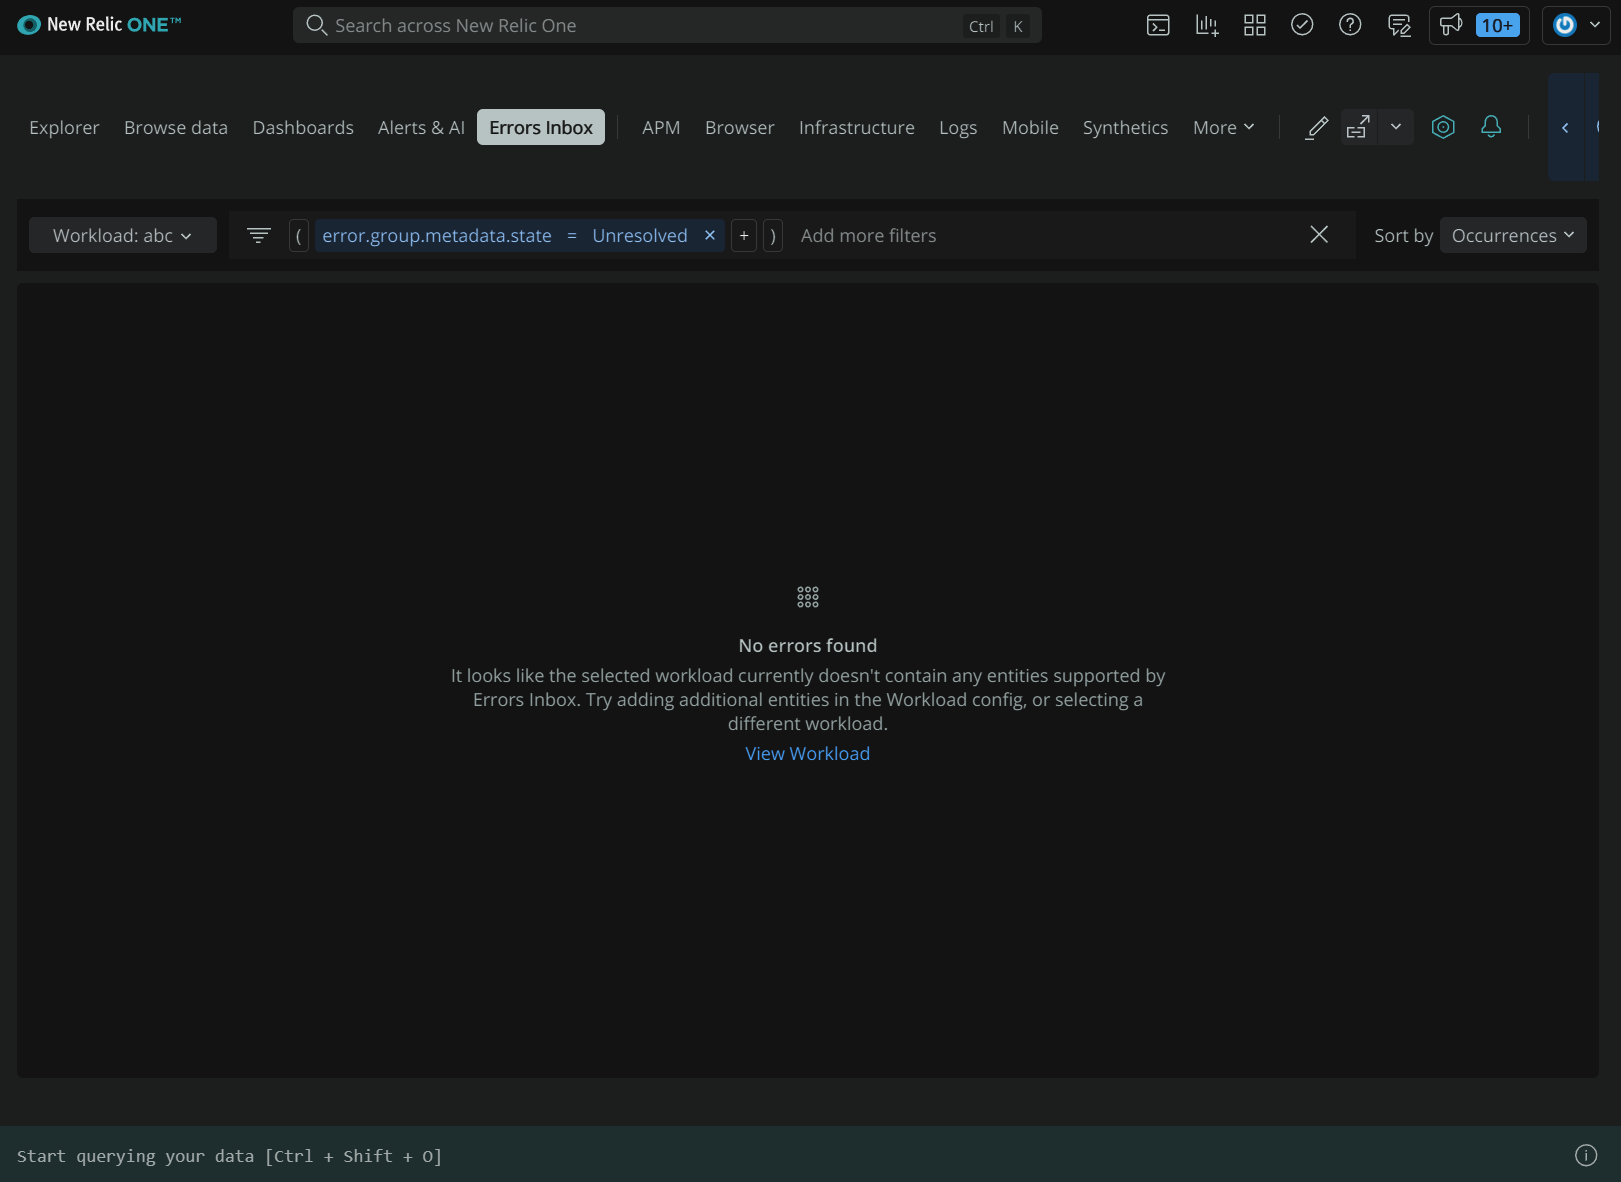 New Relic ONE™
Search across New Relic One
Ctrl K
10+
Explorer Browse data Dashboards Alerts & AI Errors Inbox APM Browser Infrastructure Logs Mobile Synthetics More
Workload: abc ( error.group.metadata.state = Unresolved × + ) Add more filters Sort by Occurrences
No errors found
It looks like the selected workload currently doesn't contain any entities supported by
Errors Inbox. Try adding additional entities in the Workload config, or selecting a
different workload.
View Workload
Start querying your data [Ctrl + Shift + O]